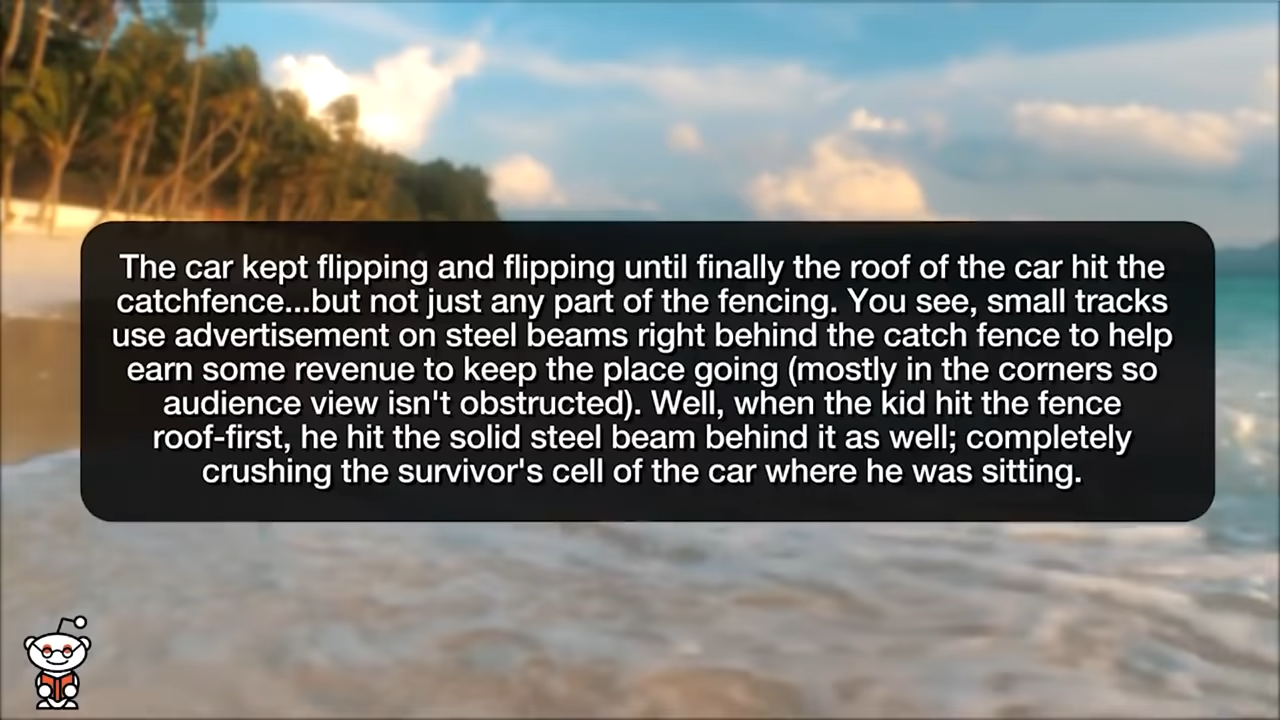 The car kept flipping and flipping until finally the roof of the car hit the
catchfence...but not just any part of the fencing. You see, small tracks
use advertisement on steel beams right behind the catch fence to help
earn some revenue to keep the place going (mostly in the corners so
audience view isn't obstructed). Well, when the kid hit the fence
roof-first, he hit the solid steel beam behind it as well; completely
crushing the survivor's cell of the car where he was sitting.